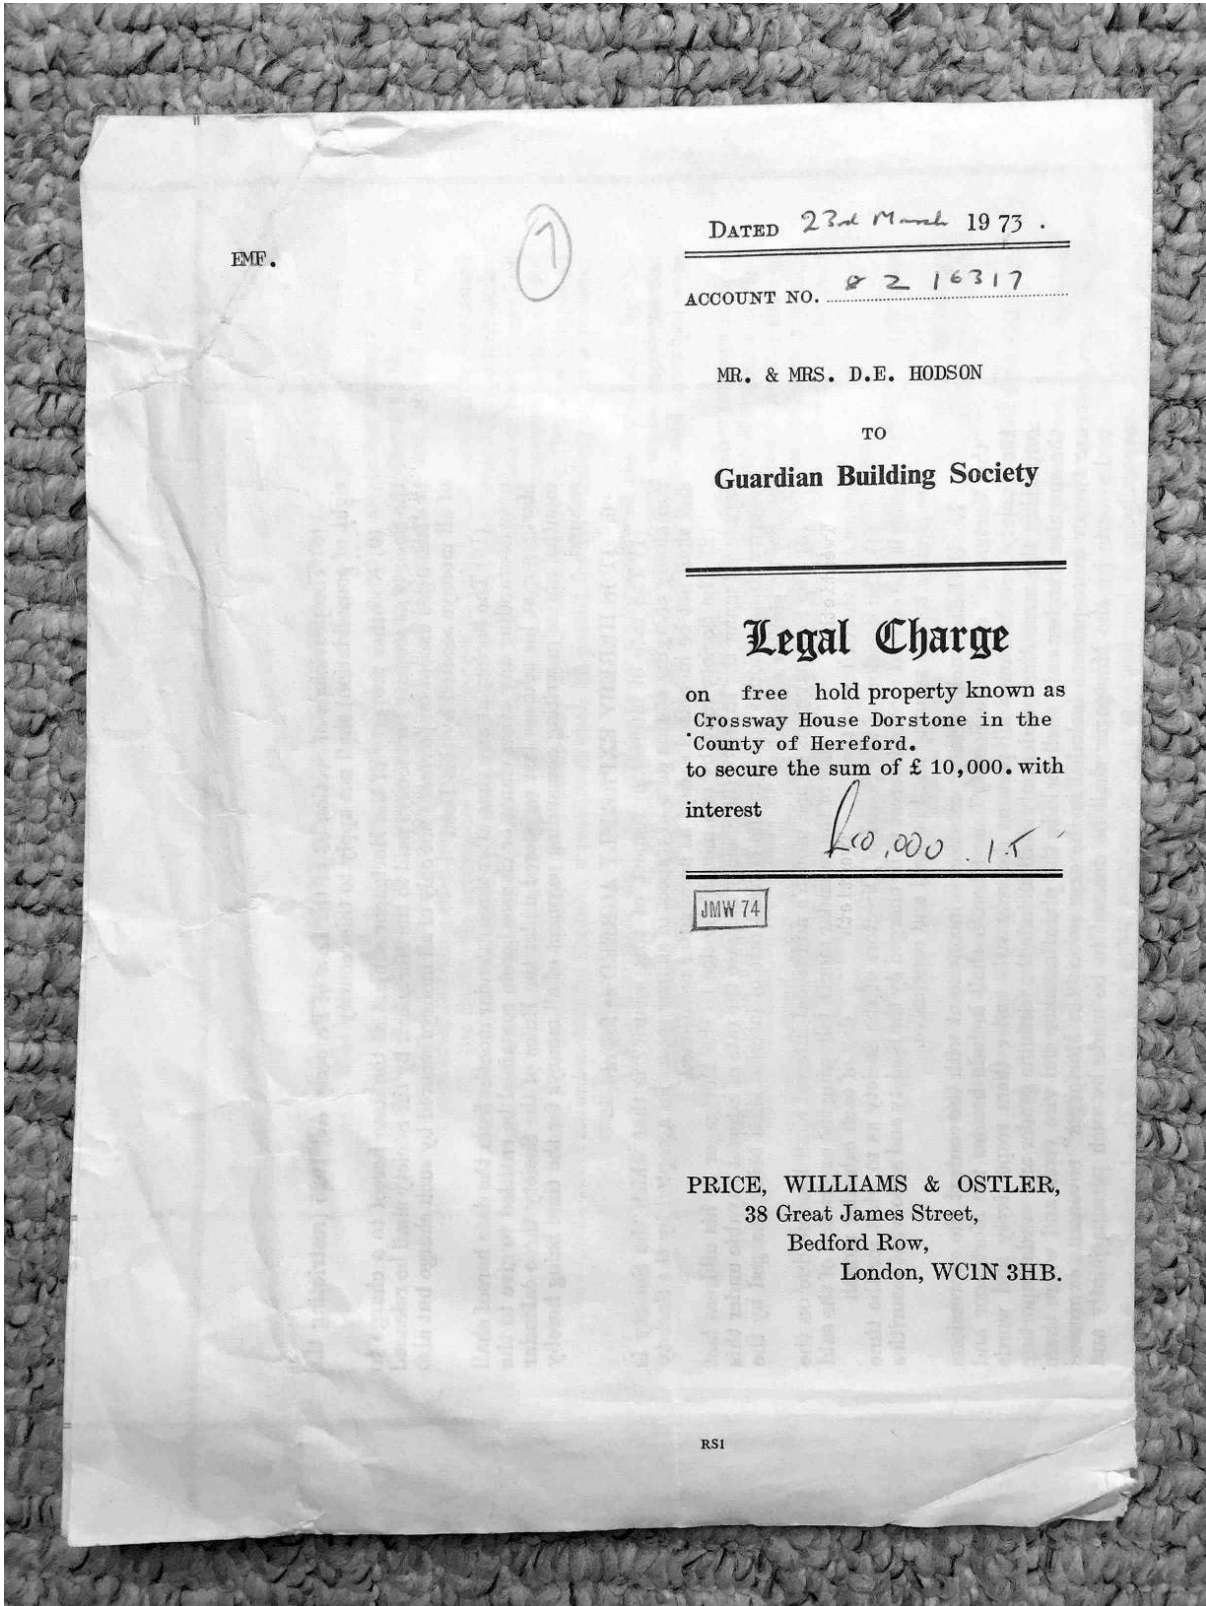 DATED 23rd March 1973.
EMF.
ACCOUNT NO. 8 2 16317
MR. & MRS. D.E. HODSON
TO
Guardian Building Society
Legal Charge
on free hold property known as
Crossway House Dorstone in the
County of Hereford.
to secure the sum of £ 10,000. with
interest
£10,000
JMW 74
PRICE, WILLIAMS & OSTLER,
38 Great James Street,
Bedford Row,
London, WC1N 3HB.
RS1